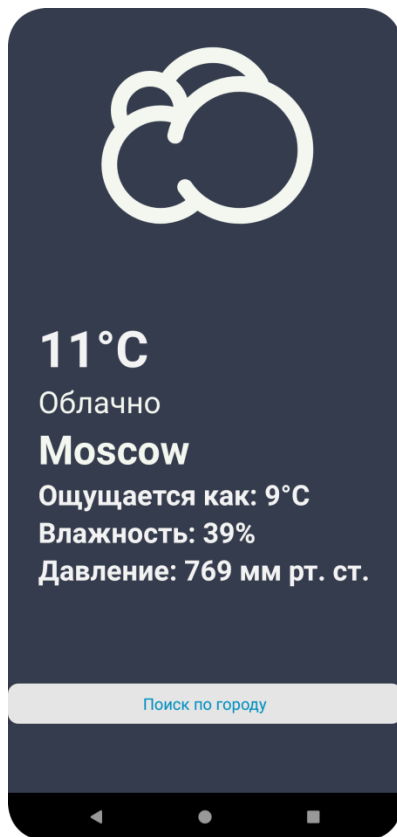 11°C
Облачно
Moscow
Ощущается как: 9°C
Влажность: 39%
Давление: 769 мм рт. ст.
Поиск по городу